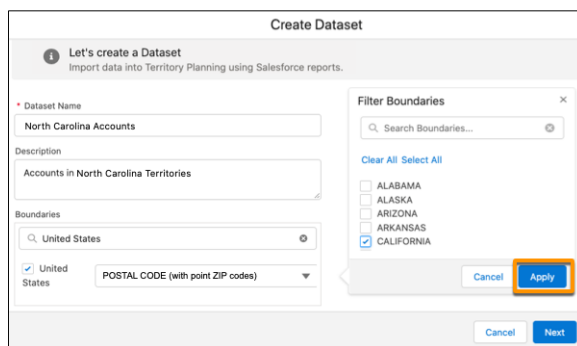 Create Dataset
Let's create a Dataset
Import data into Territory Planning using Salesforce reports.
* Dataset Name
North Carolina Accounts
Description
Accounts in North Carolina Territories
Boundaries
United States
United States
POSTAL CODE (with point ZIP codes)
Filter Boundaries
Search Boundaries...
Clear All Select All
ALABAMA
ALASKA
ARIZONA
ARKANSAS
CALIFORNIA
Cancel Apply
Cancel Next